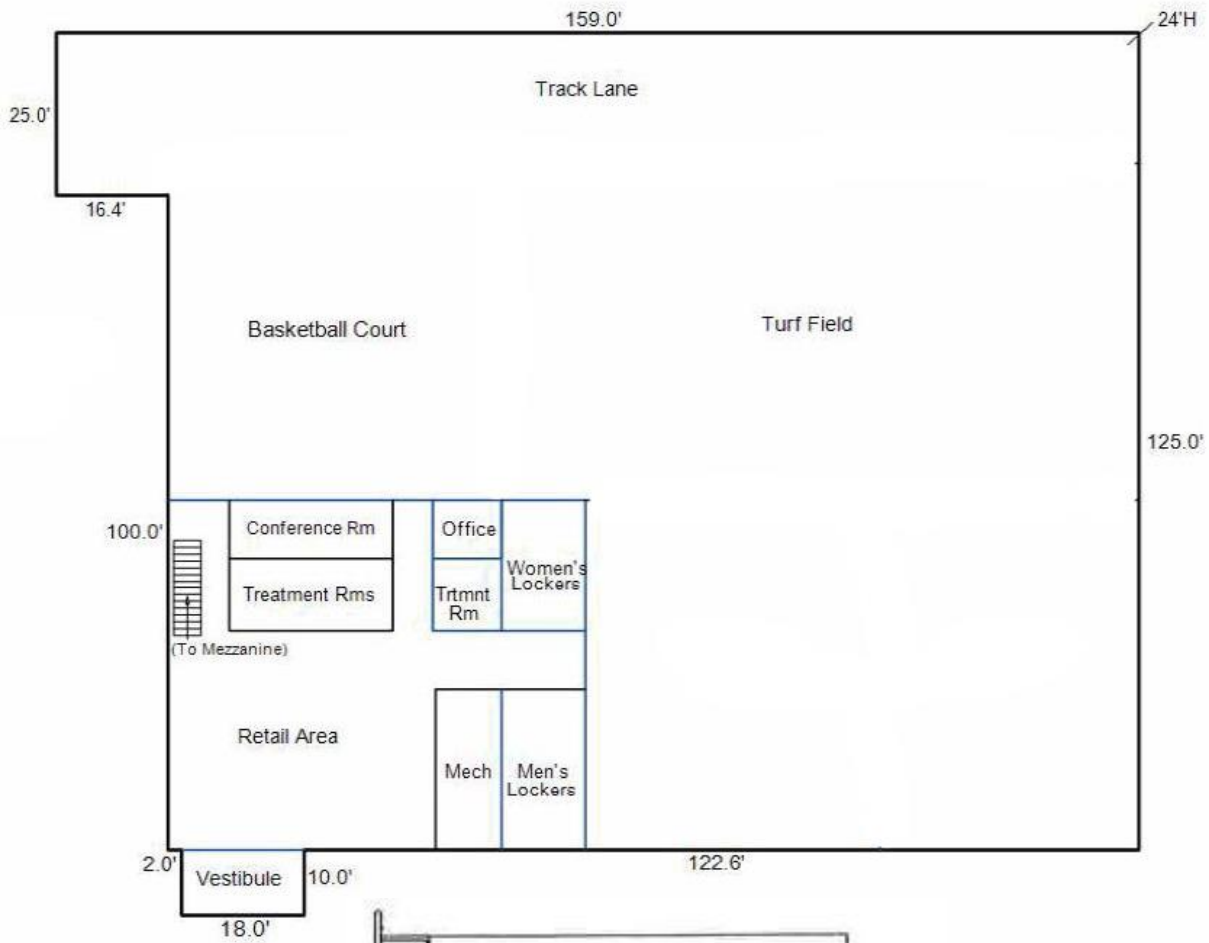 159.0'
24'H
Track Lane
25.0'
16.4'
Basketball Court
Turf Field
125.0'
100.0'
Conference Rm
Office
Women's
Lockers
Treatment Rms
Trtmnt
Rm
(To Mezzanine)
Retail Area
Mech
Men's
Lockers
2.0'
Vestibule
10.0'
122.6'
18.0'